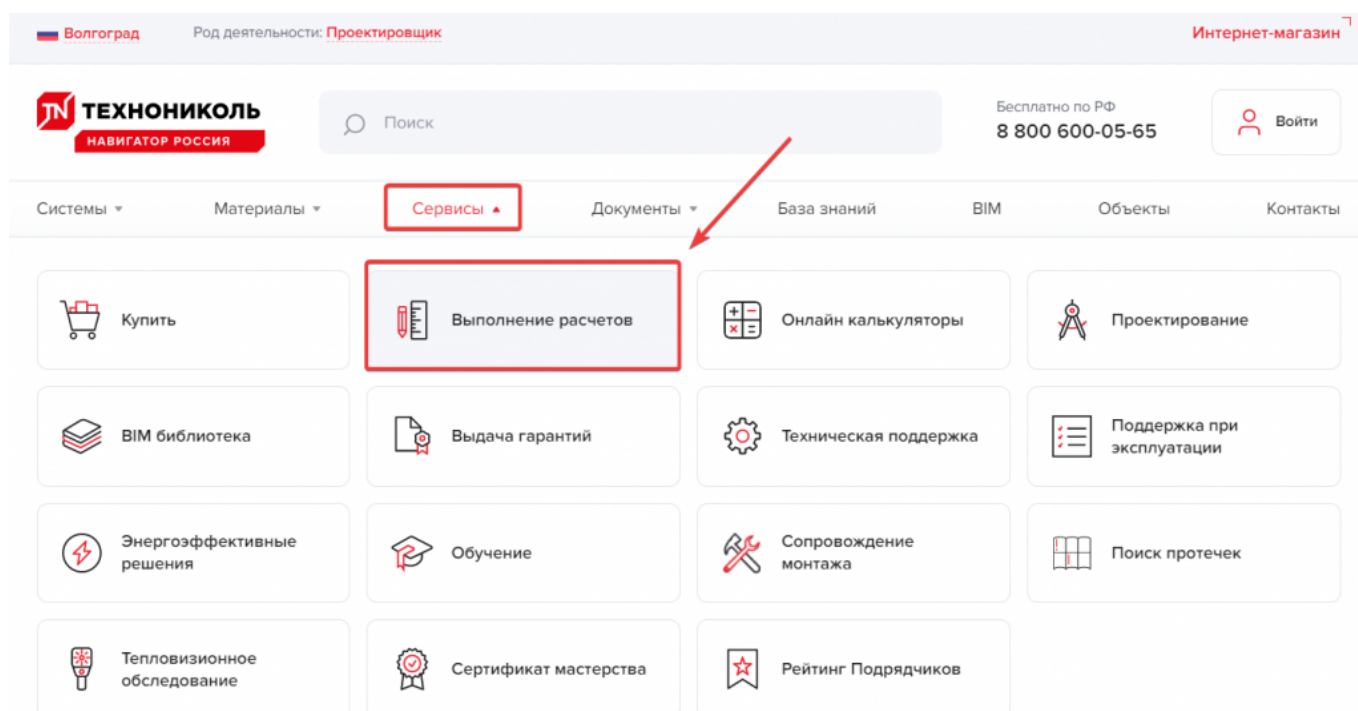 Волгоград Род деятельности: Проектировщик Интернет-магазин
TN ТЕХНОНИКОЛЬ
НАВИГАТОР РОССИЯ
Поиск
Бесплатно по РФ
8 800 600-05-65
Войти
Системы Материалы Сервисы Документы База знаний BIM Объекты Контакты
Купить
Выполнение расчетов
Онлайн калькуляторы
Проектирование
BIM библиотека
Выдача гарантий
Техническая поддержка
Поддержка при
эксплуатации
Энергоэффективные
решения
Обучение
Сопровождение
монтажа
Поиск протечек
Тепловизионное
обследование
Сертификат мастерства
Рейтинг Подрядчиков